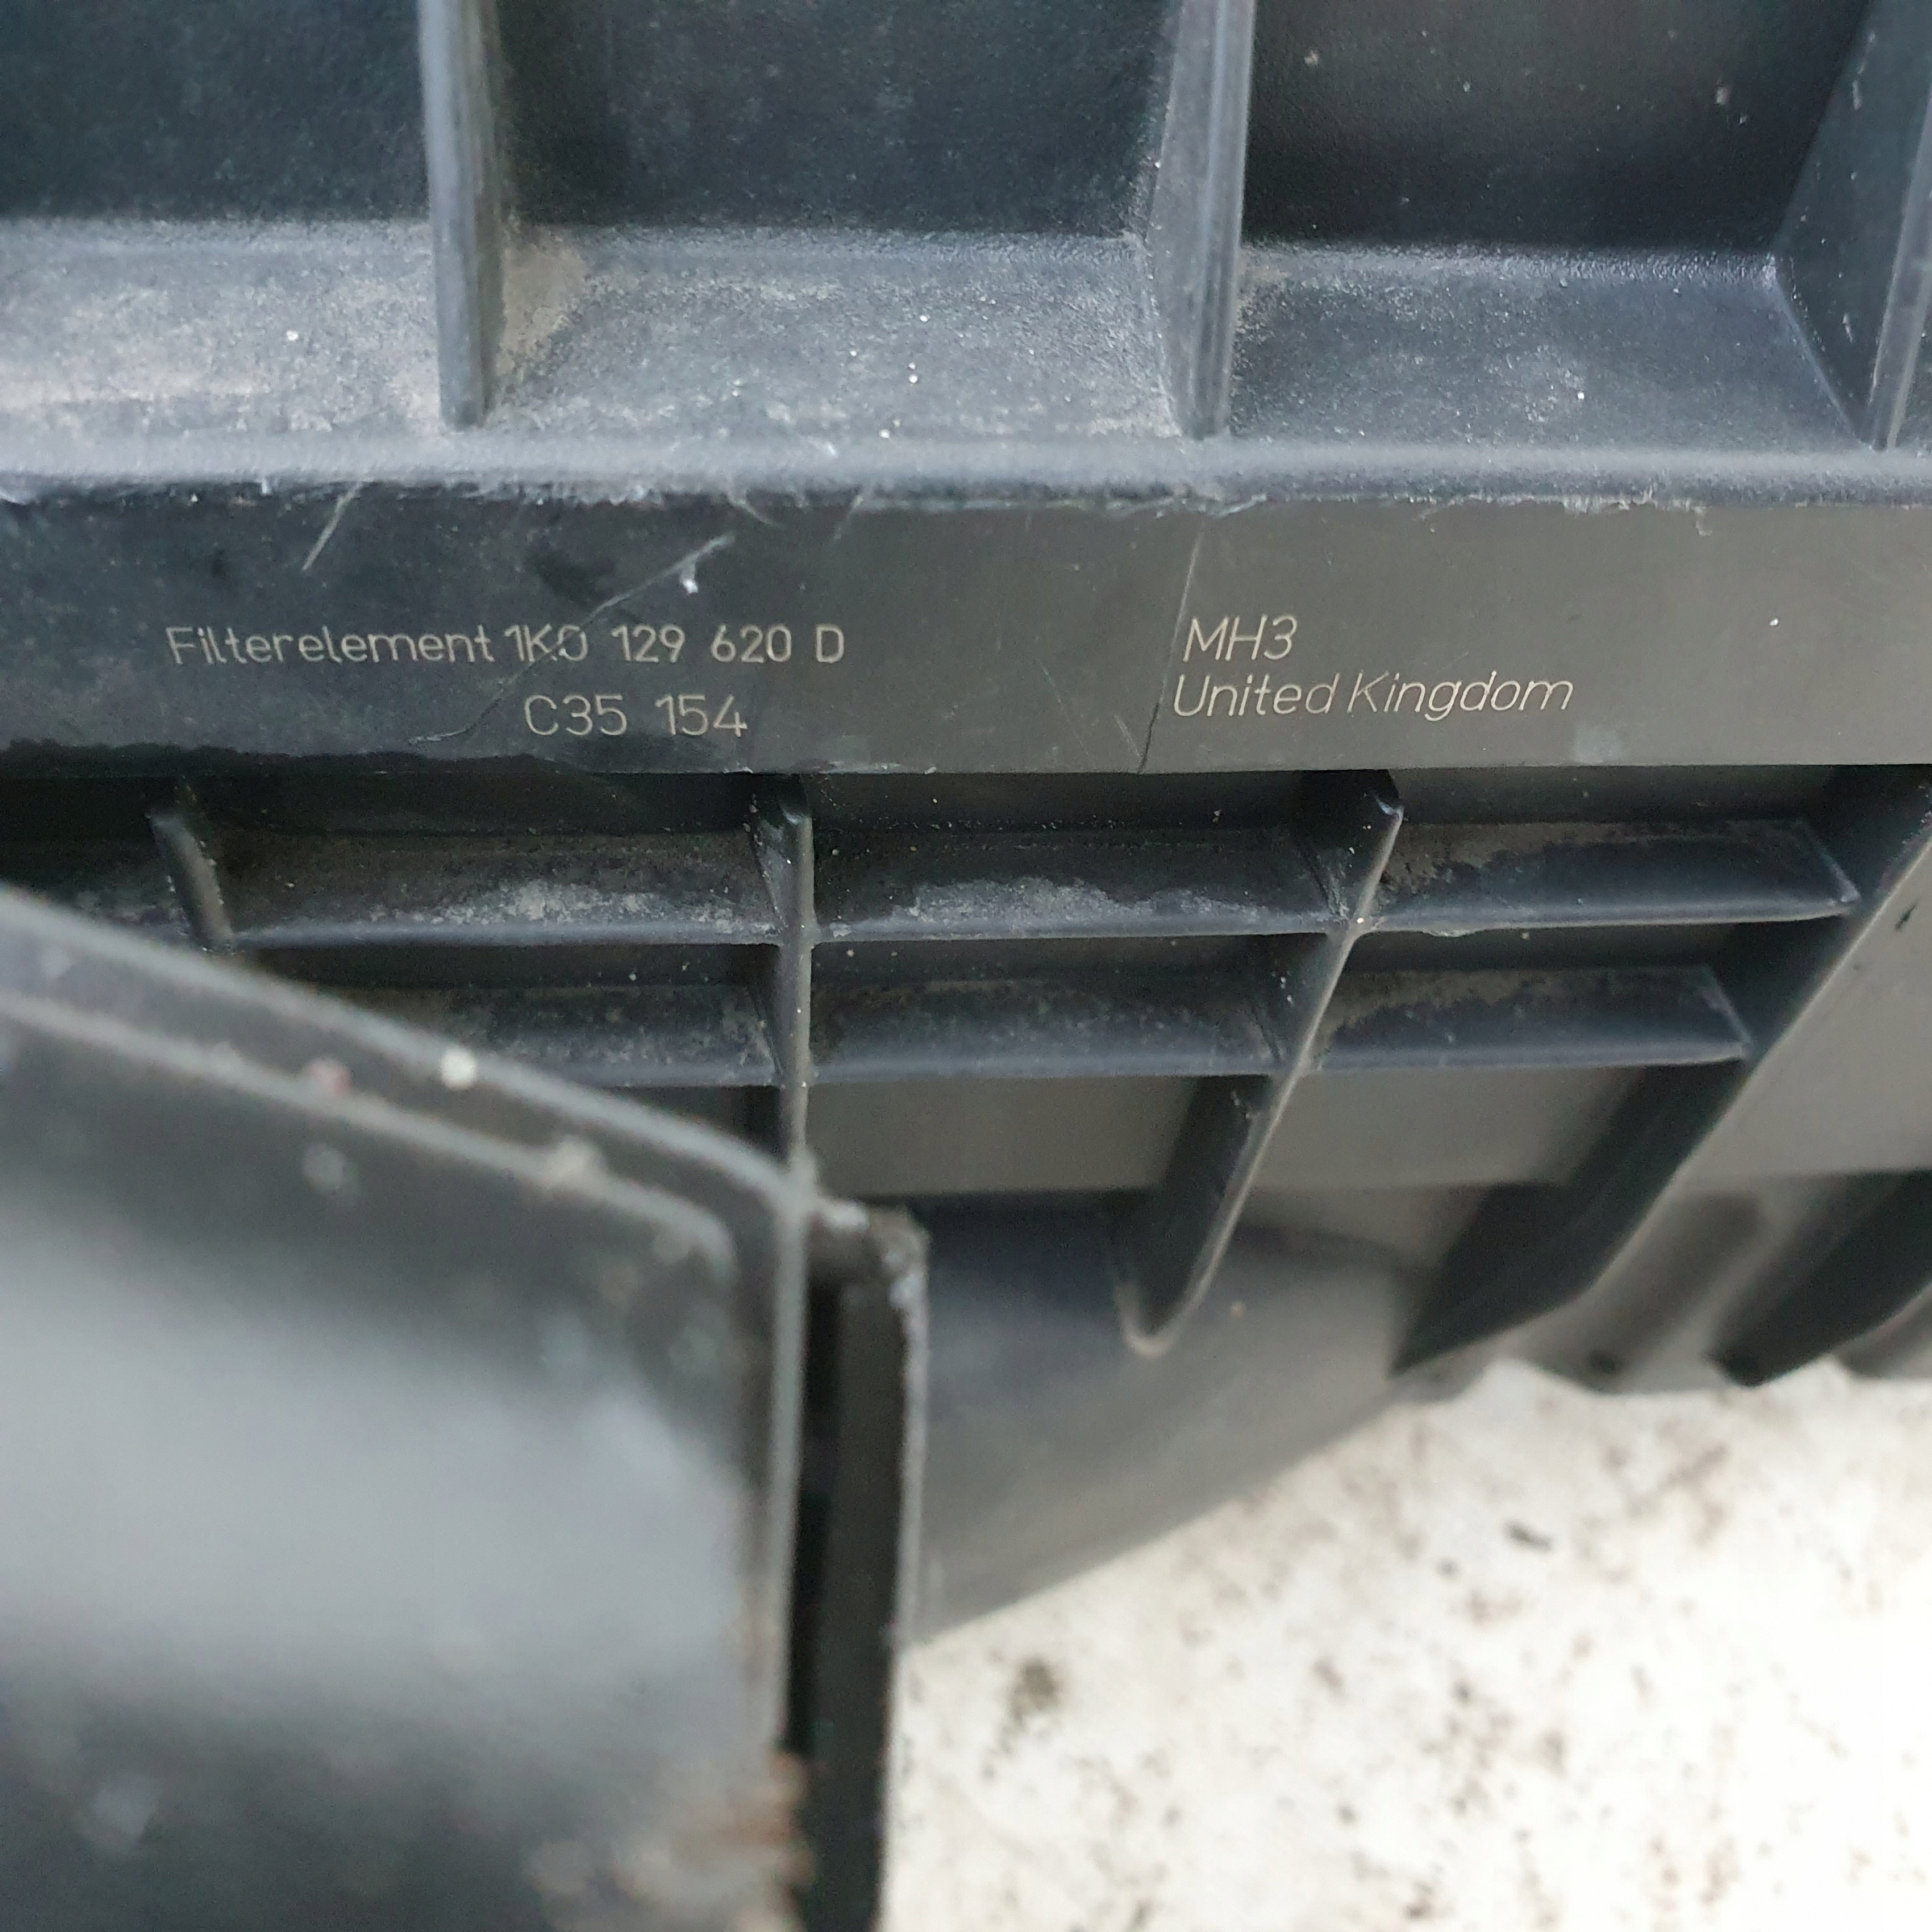 Filterelement 1K0 129 620 D
C35 154
MH3
United Kingdom